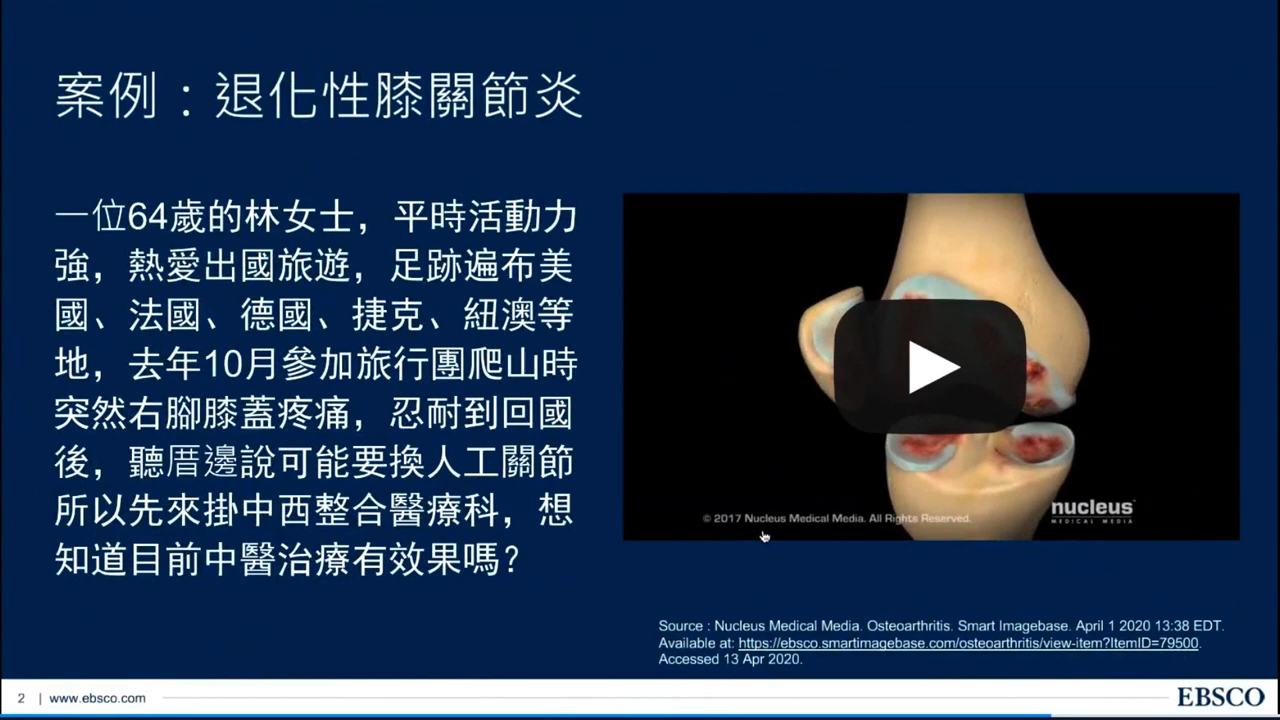 案例：退化性膝關節炎
一位64歲的林女士，平時活動力
強，熱愛出國旅遊，足跡遍布美
國、法國、德國、捷克、紐澳等
地，去年10月參加旅行團爬山時
突然右腳膝蓋疼痛，忍耐到回國
後，聽厝邊說可能要換人工關節
所以先來掛中西整合醫療科，想
知道目前中醫治療有效果嗎？
© 2017 Nucleus Medical Media. All Rights Reserved.
nucleus
MEDICAL MEDIA
Source : Nucleus Medical Media. Osteoarthritis. Smart Imagebase. April 1 2020 13:38 EDT.
Available at: https://ebsco.smartimagebase.com/osteoarthritis/view-item?ItemID=79500.
Accessed 13 Apr 2020.
2 | www.ebsco.com
EBSCO